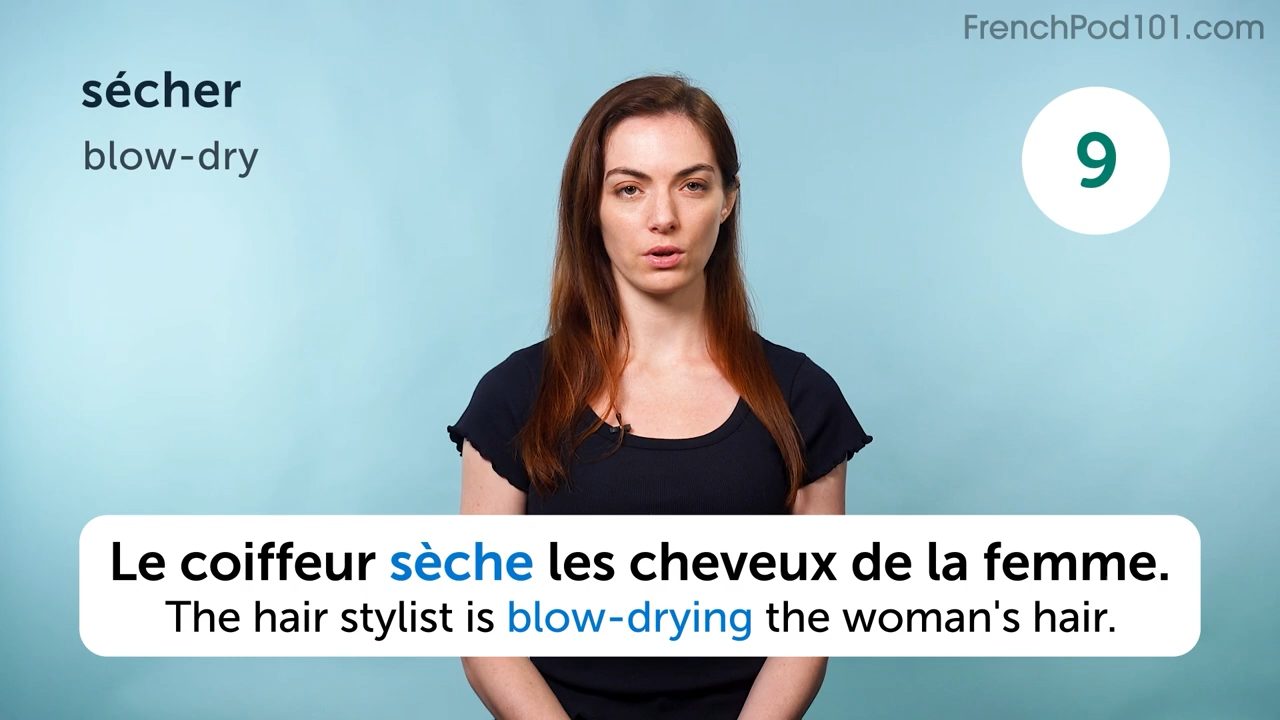 FrenchPod101.com
sécher
blow-dry
9
Le coiffeur sèche les cheveux de la femme.
The hair stylist is blow-drying the woman's hair.